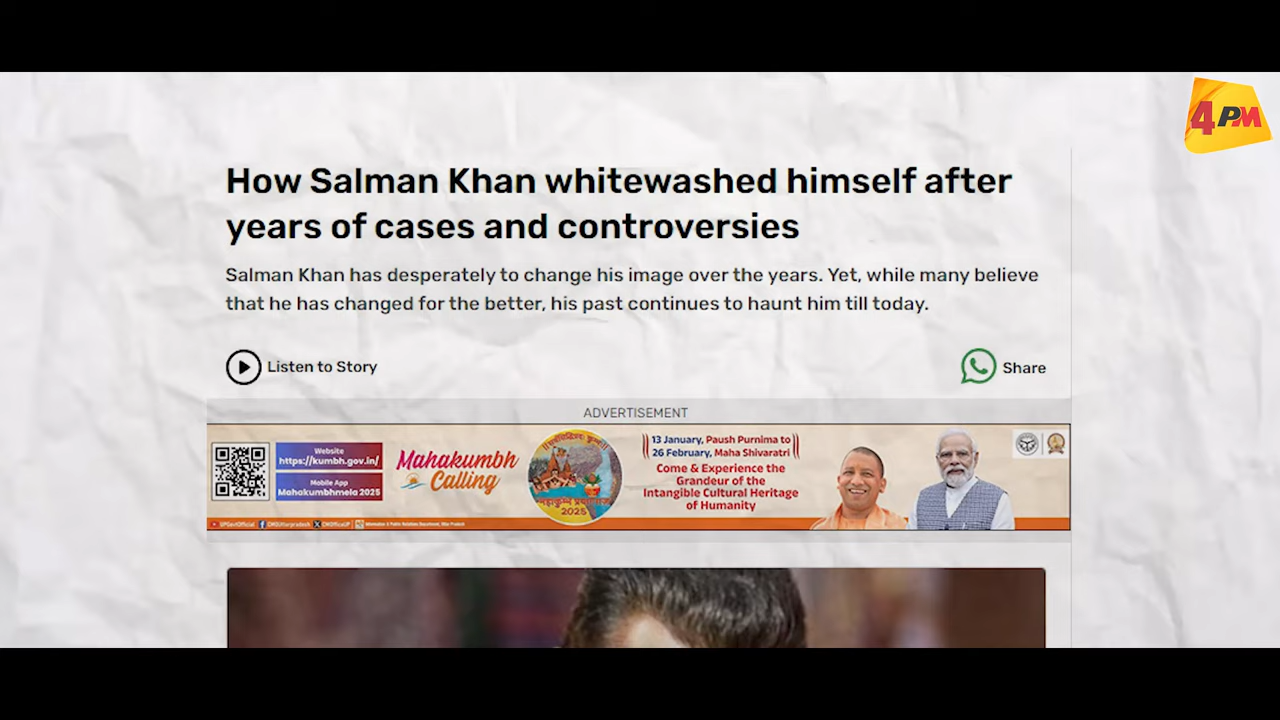 4PM
How Salman Khan whitewashed himself after
years of cases and controversies
Salman Khan has desperately to change his image over the years. Yet, while many believe
that he has changed for the better, his past continues to haunt him till today.
Listen to Story
Share
ADVERTISEMENT
Website
https://kumbh.gov.in/
Mobile App
Mahakumbhmela 2025
Mahakumbh
Calling
2025
13 January, Paush Purnima to
26 February, Maha Shivaratri
Come & Experience the
Grandeur of the
Intangible Cultural Heritage
of Humanity